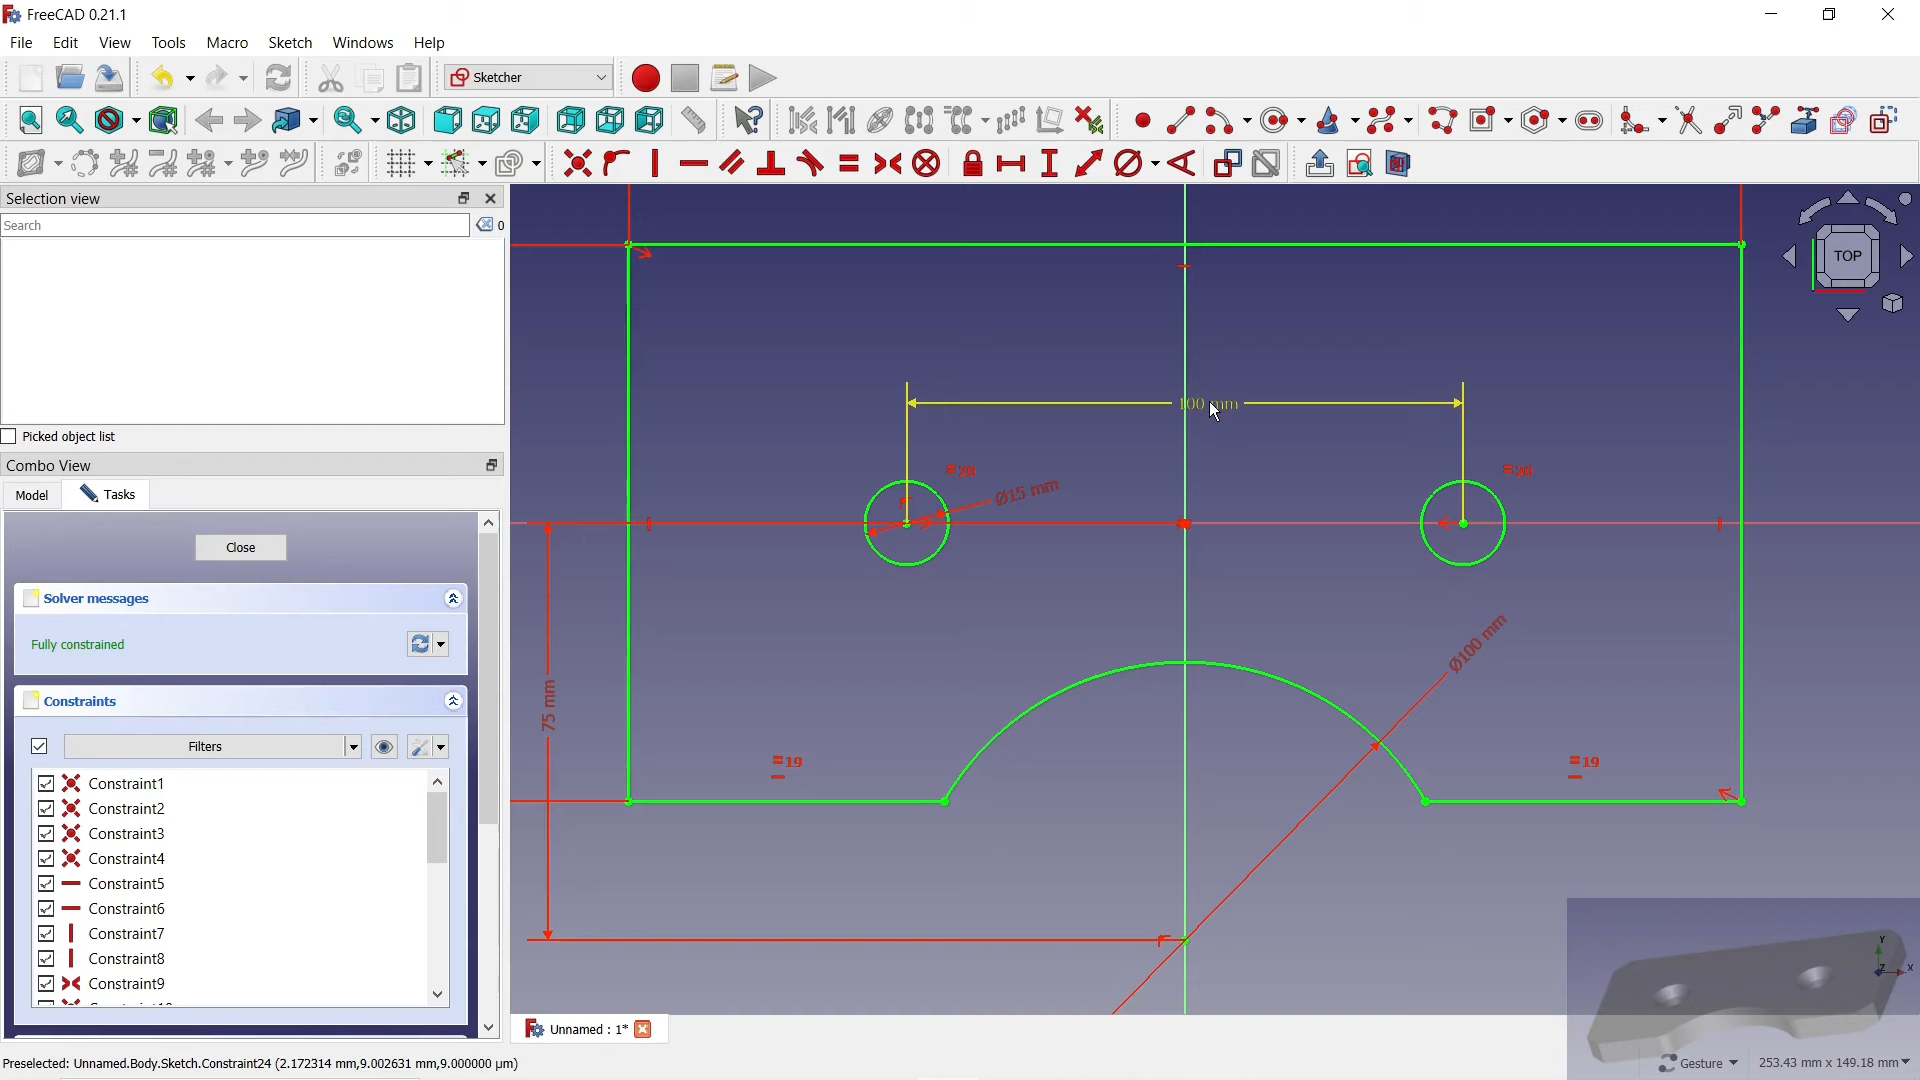 FreeCAD 0.21.1
File Edit View Tools Macro Sketch Windows Help
Sketcher
Selection view
Search
0
Picked object list
Combo View
Model Tasks
Close
Solver messages
Fully constrained
Constraints
Filters
Constraint1
Constraint2
Constraint3
Constraint4
Constraint5
Constraint6
Constraint7
Constraint8
Constraint9
TOP
100 mm
Ø15 mm
75 mm
Ø100 mm
=19
=19
Y
Z
X
Unnamed : 1*
Preselected: Unnamed.Body.Sketch.Constraint24 (2.172314 mm,9.002631 mm,9.000000 µm)
Gesture
253.43 mm x 149.18 mm